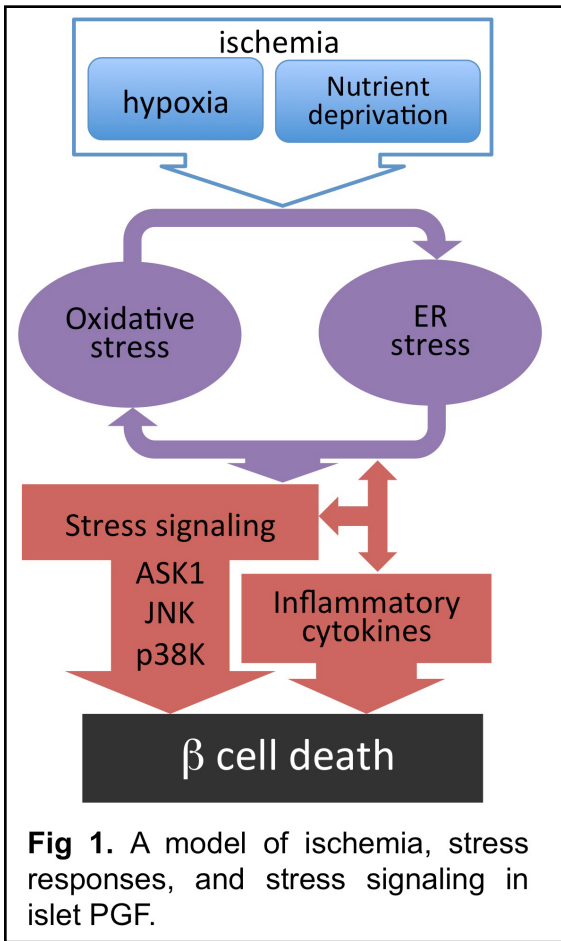 ischemia
hypoxia
Nutrient
deprivation
Oxidative
stress
ER
stress
Stress signaling
ASK1
JNK
p38K
Inflammatory
cytokines
β cell death
Fig 1. A model of ischemia, stress
responses, and stress signaling in
islet PGF.